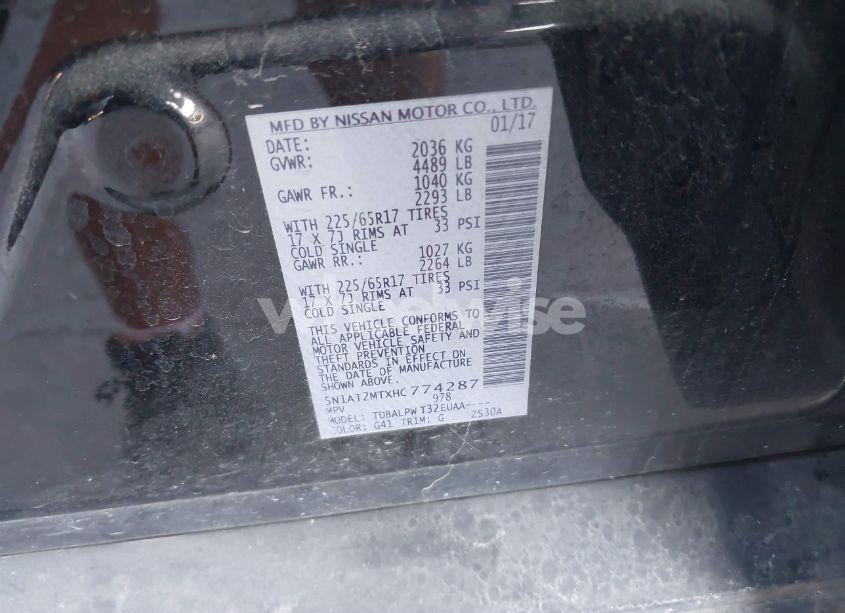 MFD BY NISSAN MOTOR CO., LTD.
DATE: 01/17
GVWR: 2036 KG
4489 LB
GAWR FR.: 1040 KG
2293 LB
WITH 225/65R17 TIRES
17 X 7J RIMS AT 33 PSI
COLD SINGLE
GAWR RR.: 1027 KG
2264 LB
WITH 225/65R17 TIRES
17 X 7J RIMS AT 33 PSI
COLD SINGLE
THIS VEHICLE CONFORMS TO
ALL APPLICABLE FEDERAL
MOTOR VEHICLE SAFETY AND
THEFT PREVENTION
STANDARDS IN EFFECT ON
THE DATE OF MANUFACTURE
SHOWN ABOVE.
5N1AT2MTXHC774287
MPV 978
MODEL: TDBALPW T32EUAA----
COLOR: G41 TRIM: G ZS30A